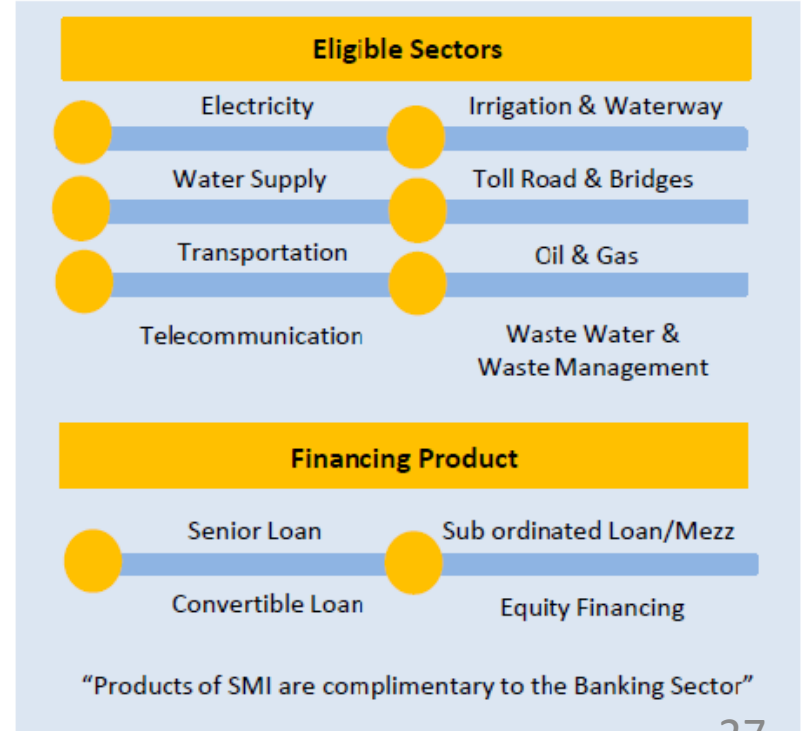 Eligible Sectors
Electricity
Irrigation & Waterway
Water Supply
Toll Road & Bridges
Transportation
Oil & Gas
Telecommunication
Waste Water &
Waste Management
Financing Product
Senior Loan
Sub ordinated Loan/Mezz
Convertible Loan
Equity Financing
“Products of SMI are complimentary to the Banking Sector”